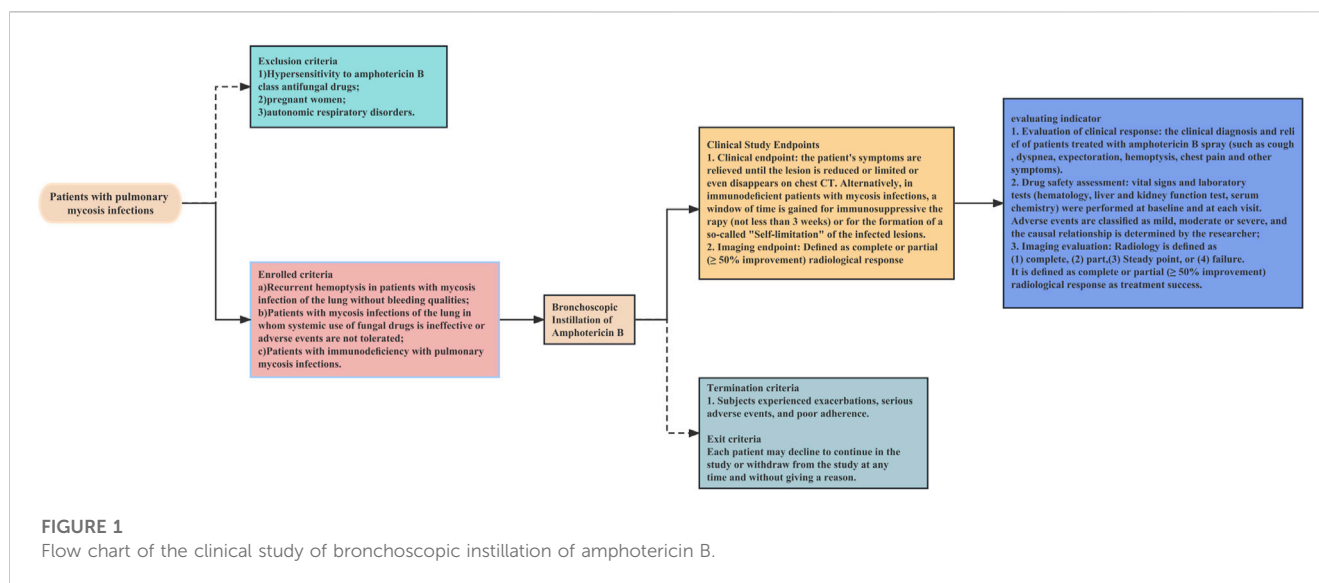 Exclusion criteria
1)Hypersensitivity to amphotericin B
class antifungal drugs;
2)pregnant women;
3)autonomic respiratory disorders.
Patients with pulmonary
mycosis infections
Enrolled criteria
a)Recurrent hemoptysis in patients with mycosis
infection of the lung without bleeding qualities;
b)Patients with mycosis infections of the lung in
whom systemic use of fungal drugs is ineffective or
adverse events are not tolerated;
c)Patients with immunodeficiency with pulmonary
mycosis infections.
Bronchoscopic
Instillation of
Amphotericin B
Clinical Study Endpoints
1. Clinical endpoint: the patient's symptoms are
relieved until the lesion is reduced or limited or
even disappears on chest CT. Alternatively, in
immunodeficient patients with mycosis infections, a
window of time is gained for immunosuppressive the
rapy (not less than 3 weeks) or for the formation of a
so-called "Self-limitation" of the infected lesions.
2. Imaging endpoint: Defined as complete or partial
(≥ 50% improvement) radiological response
Termination criteria
1. Subjects experienced exacerbations, serious
adverse events, and poor adherence.
Exit criteria
Each patient may decline to continue in the
study or withdraw from the study at any
time and without giving a reason.
evaluating indicator
1. Evaluation of clinical response: the clinical diagnosis and reli
ef of patients treated with amphotericin B spray (such as cough
, dyspnea, expectoration, hemoptysis, chest pain and other
symptoms).
2. Drug safety assessment: vital signs and laboratory
tests (hematology, liver and kidney function test, serum
chemistry) were performed at baseline and at each visit.
Adverse events are classified as mild, moderate or severe, and
the causal relationship is determined by the researcher;
3. Imaging evaluation: Radiology is defined as
(1) complete, (2) part,(3) Steady point, or (4) failure.
It is defined as complete or partial (≥ 50% improvement)
radiological response as treatment success.
FIGURE 1
Flow chart of the clinical study of bronchoscopic instillation of amphotericin B.